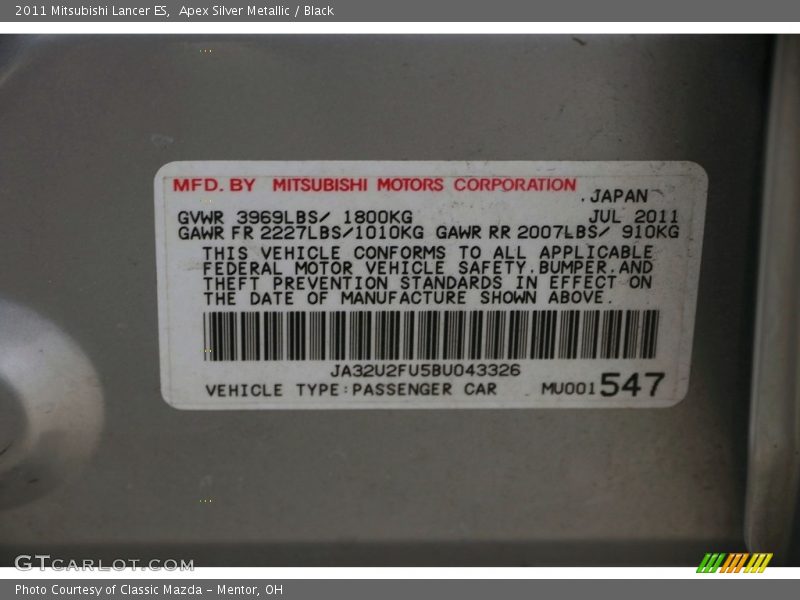 2011 Mitsubishi Lancer ES, Apex Silver Metallic / Black
MFD. BY MITSUBISHI MOTORS CORPORATION
.JAPAN
GVWR 3969LBS/ 1800KG JUL 2011
GAWR FR 2227LBS/1010KG GAWR RR 2007LBS/ 910KG
THIS VEHICLE CONFORMS TO ALL APPLICABLE
FEDERAL MOTOR VEHICLE SAFETY,BUMPER,AND
THEFT PREVENTION STANDARDS IN EFFECT ON
THE DATE OF MANUFACTURE SHOWN ABOVE.
JA32U2FU5BU043326
VEHICLE TYPE:PASSENGER CAR MU001547
GTCARLOT.COM
Photo Courtesy of Classic Mazda - Mentor, OH